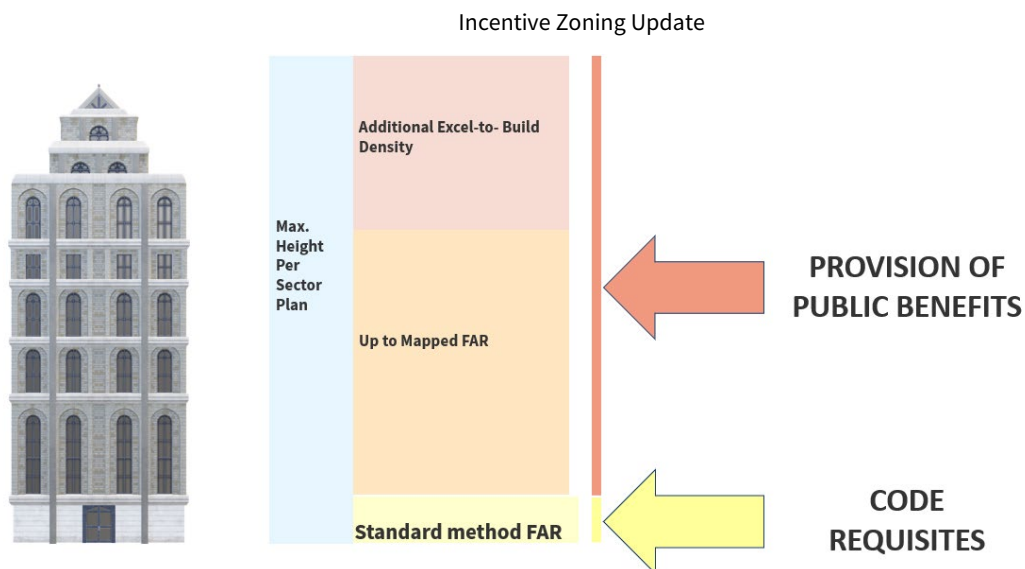 Incentive Zoning Update
Additional Excel-to- Build
Density
Max.
Height
Per
Sector
Plan
Up to Mapped FAR
Standard method FAR
PROVISION OF
PUBLIC BENEFITS
CODE
REQUISITES